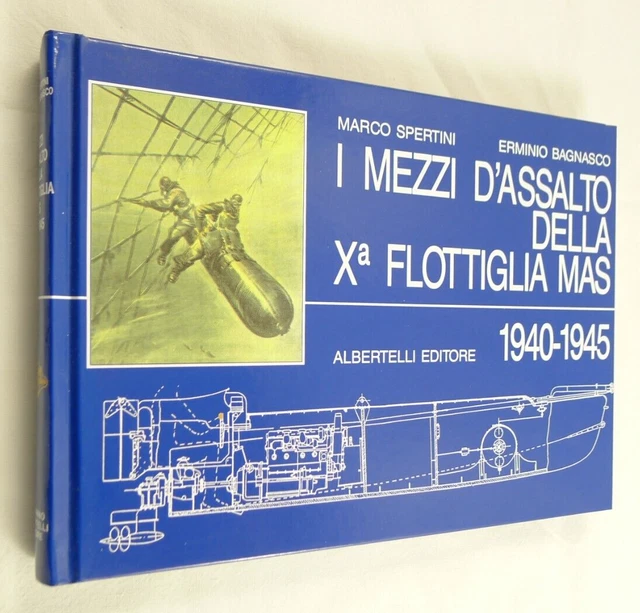 MARCO SPERTINI
ERMINIO BAGNASCO
I MEZZI D'ASSALTO
DELLA
Xª FLOTTIGLIA MAS
1940-1945
ALBERTELLI EDITORE